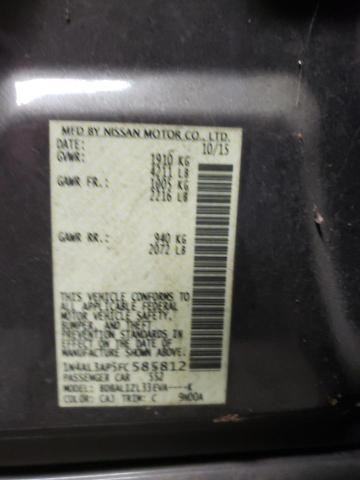 MFD BY NISSAN MOTOR CO., LTD.
DATE: 10/15
GVWR: 1910 KG
4211 LB
GAWR FR.: 1005 KG
2216 LB
GAWR RR.: 940 KG
2072 LB
THIS VEHICLE CONFORMS TO
ALL APPLICABLE FEDERAL
MOTOR VEHICLE SAFETY,
BUMPER, AND THEFT
PREVENTION STANDARDS IN
EFFECT ON THE DATE OF
MANUFACTURE SHOWN ABOVE.
1N4AL3AP5FC585812
PASSENGER CAR 552
MODEL: BDBALIZL33EVA----K
COLOR: CAJ TRIM: C 9N00A